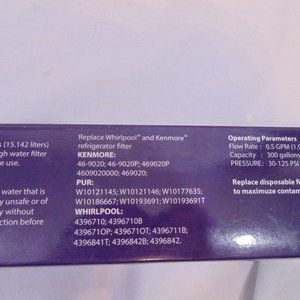 s (15.142 liters)
gh water filter
e use.
water that is
y unsafe or of
y without
ction before
Replace Whirlpool® and Kenmore®
refrigerator filter
KENMORE:
46-9020; 46-9020P; 469020P
4609020000; 469020;
PUR:
W10121145; W10121146; W10177635;
W10186667; W10193691; W10193691T
WHIRLPOOL:
4396710; 4396710B
4396710P; 4396710T; 4396711B;
4396841T; 4396842B; 4396842.
Operating Parameters
Flow Rate : 0.5 GPM (1.9
Capacity : 300 gallons
PRESSURE: 30-125 PSI
Replace disposable fi
to maximuze contam